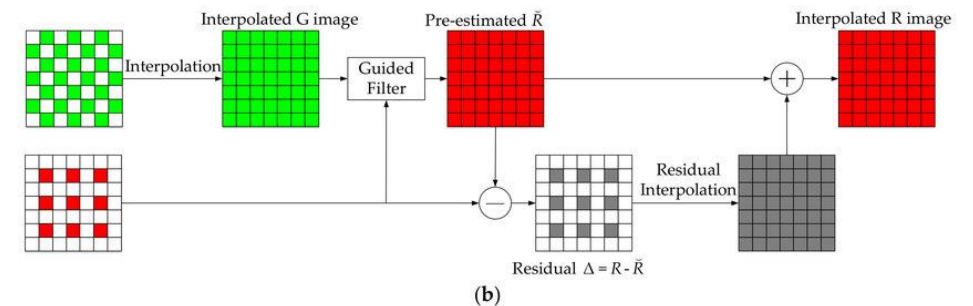 Interpolated G image
Pre-estimated R̆
Interpolated R image
Interpolation
Guided
Filter
+
−
Residual
Interpolation
Residual Δ = R - R̆
(b)